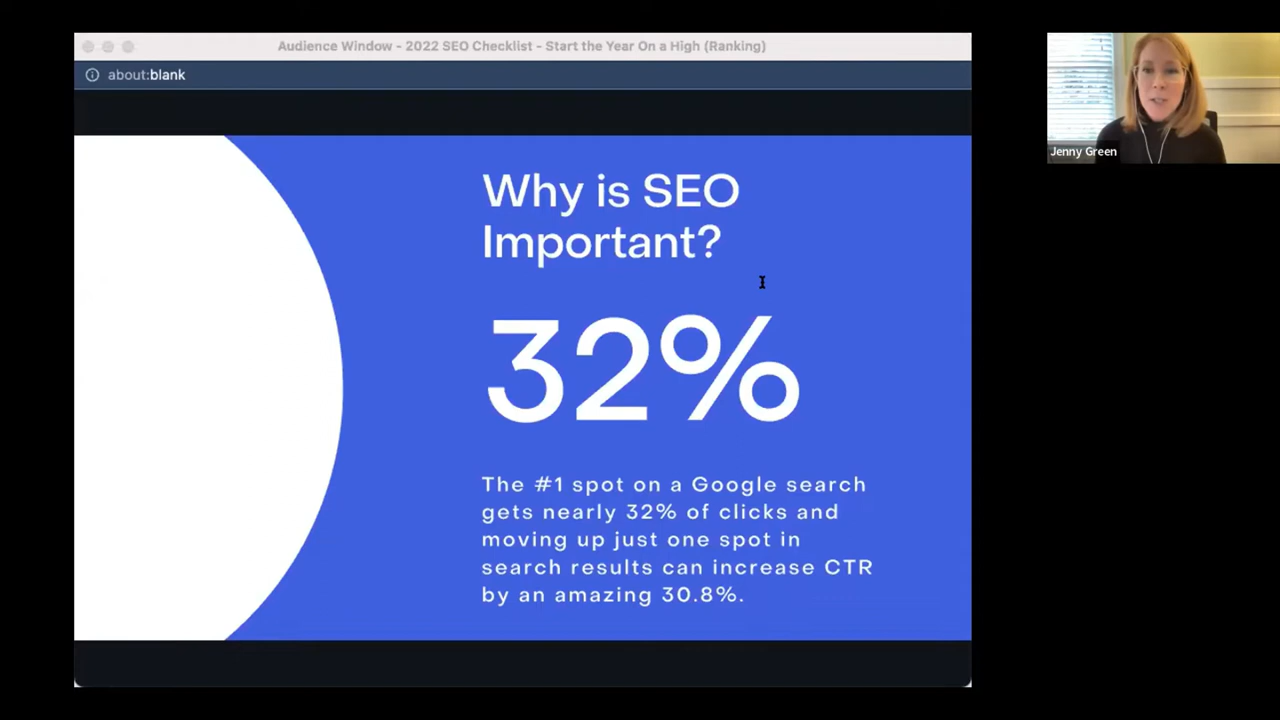 Audience Window - 2022 SEO Checklist - Start the Year On a High (Ranking)
about:blank
Jenny Green
Why is SEO
Important?
32%
The #1 spot on a Google search
gets nearly 32% of clicks and
moving up just one spot in
search results can increase CTR
by an amazing 30.8%.